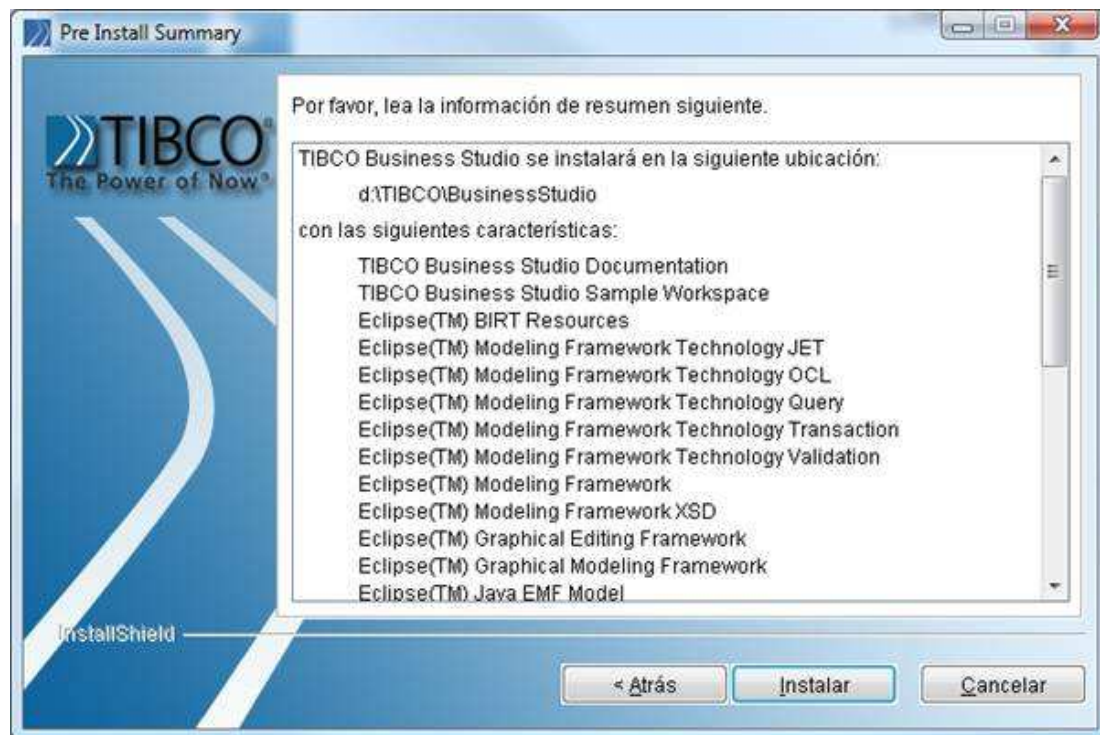 Pre Install Summary
TIBCO®
The Power of Now®
Por favor, lea la información de resumen siguiente.
TIBCO Business Studio se instalará en la siguiente ubicación:
d:\TIBCO\BusinessStudio
con las siguientes características:
TIBCO Business Studio Documentation
TIBCO Business Studio Sample Workspace
Eclipse(TM) BIRT Resources
Eclipse(TM) Modeling Framework Technology JET
Eclipse(TM) Modeling Framework Technology OCL
Eclipse(TM) Modeling Framework Technology Query
Eclipse(TM) Modeling Framework Technology Transaction
Eclipse(TM) Modeling Framework Technology Validation
Eclipse(TM) Modeling Framework
Eclipse(TM) Modeling Framework XSD
Eclipse(TM) Graphical Editing Framework
Eclipse(TM) Graphical Modeling Framework
Eclipse(TM) Java EMF Model
InstallShield
< Atrás
Instalar
Cancelar